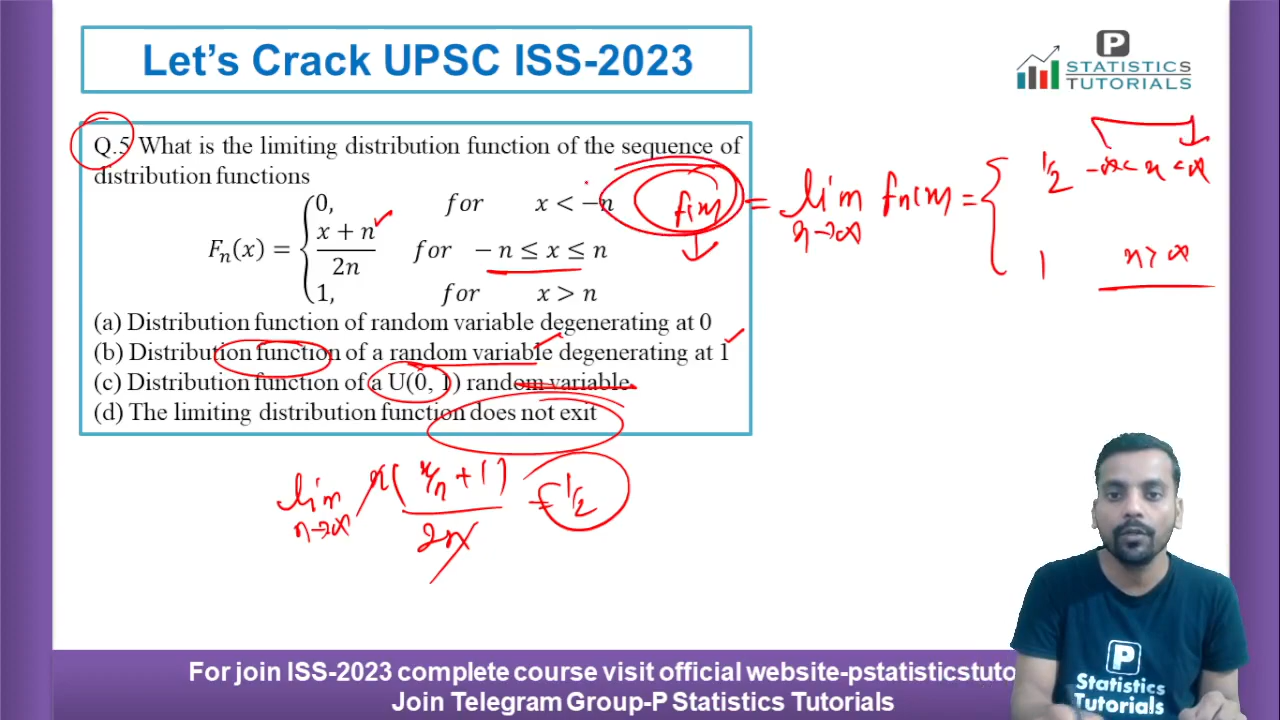 Let's Crack UPSC ISS-2023
P
STATISTICS
TUTORIALS
Q.5 What is the limiting distribution function of the sequence of
distribution functions
F_n(x) = { 0, for x < −n
(x + n)/2n for − n ≤ x ≤ n
1, for x > n
(a) Distribution function of random variable degenerating at 0
(b) Distribution function of a random variable degenerating at 1
(c) Distribution function of a U(0, 1) random variable.
(d) The limiting distribution function does not exit
F(x) = lim n→∞ Fn(x) = { 1/2 -∞ < x < ∞
1 x > ∞
lim n→∞ n(x/n + 1)/2n = 1/2
P
Statistics
Tutorials
For join ISS-2023 complete course visit official website-pstatisticstuto
Join Telegram Group-P Statistics Tutorials